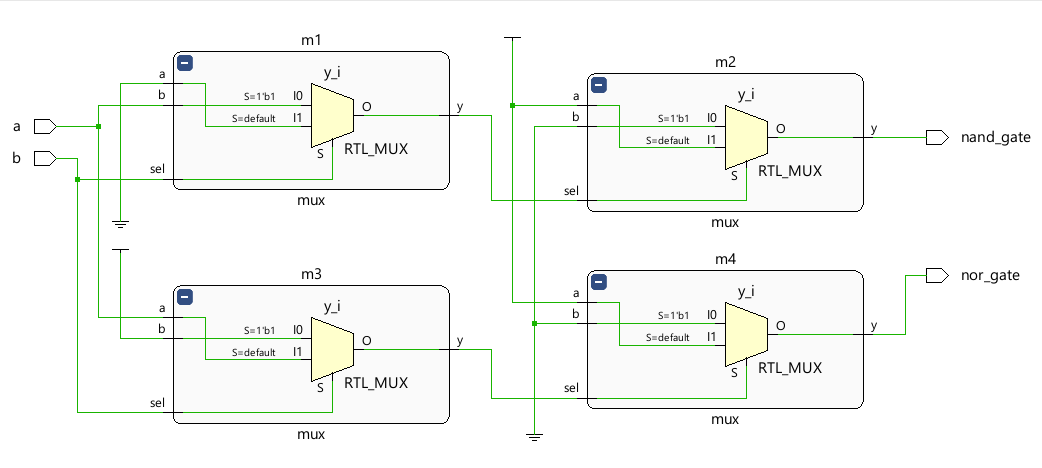 m1
a
b
sel
y_i
S=1'b1
I0
S=default
I1
O
S
RTL_MUX
y
mux
a
b
m2
a
b
sel
y_i
S=1'b1
I0
S=default
I1
O
S
RTL_MUX
y
mux
nand_gate
m3
a
b
sel
y_i
S=1'b1
I0
S=default
I1
O
S
RTL_MUX
y
mux
m4
a
b
sel
y_i
S=1'b1
I0
S=default
I1
O
S
RTL_MUX
y
mux
nor_gate